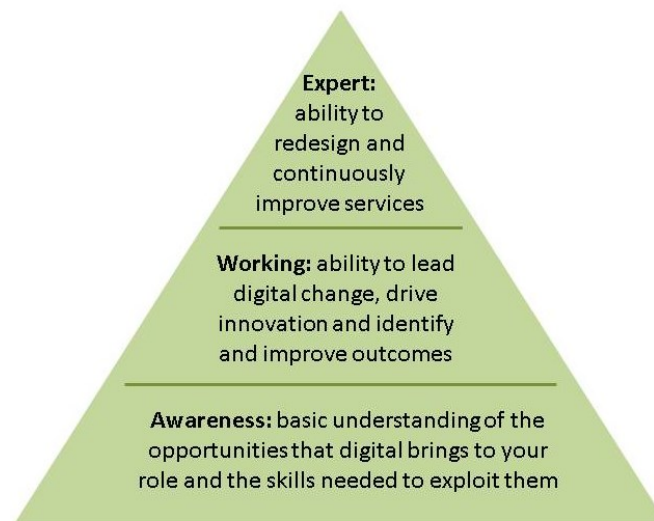 Expert:
ability to
redesign and
continuously
improve services
Working: ability to lead
digital change, drive
innovation and identify
and improve outcomes
Awareness: basic understanding of the
opportunities that digital brings to your
role and the skills needed to exploit them